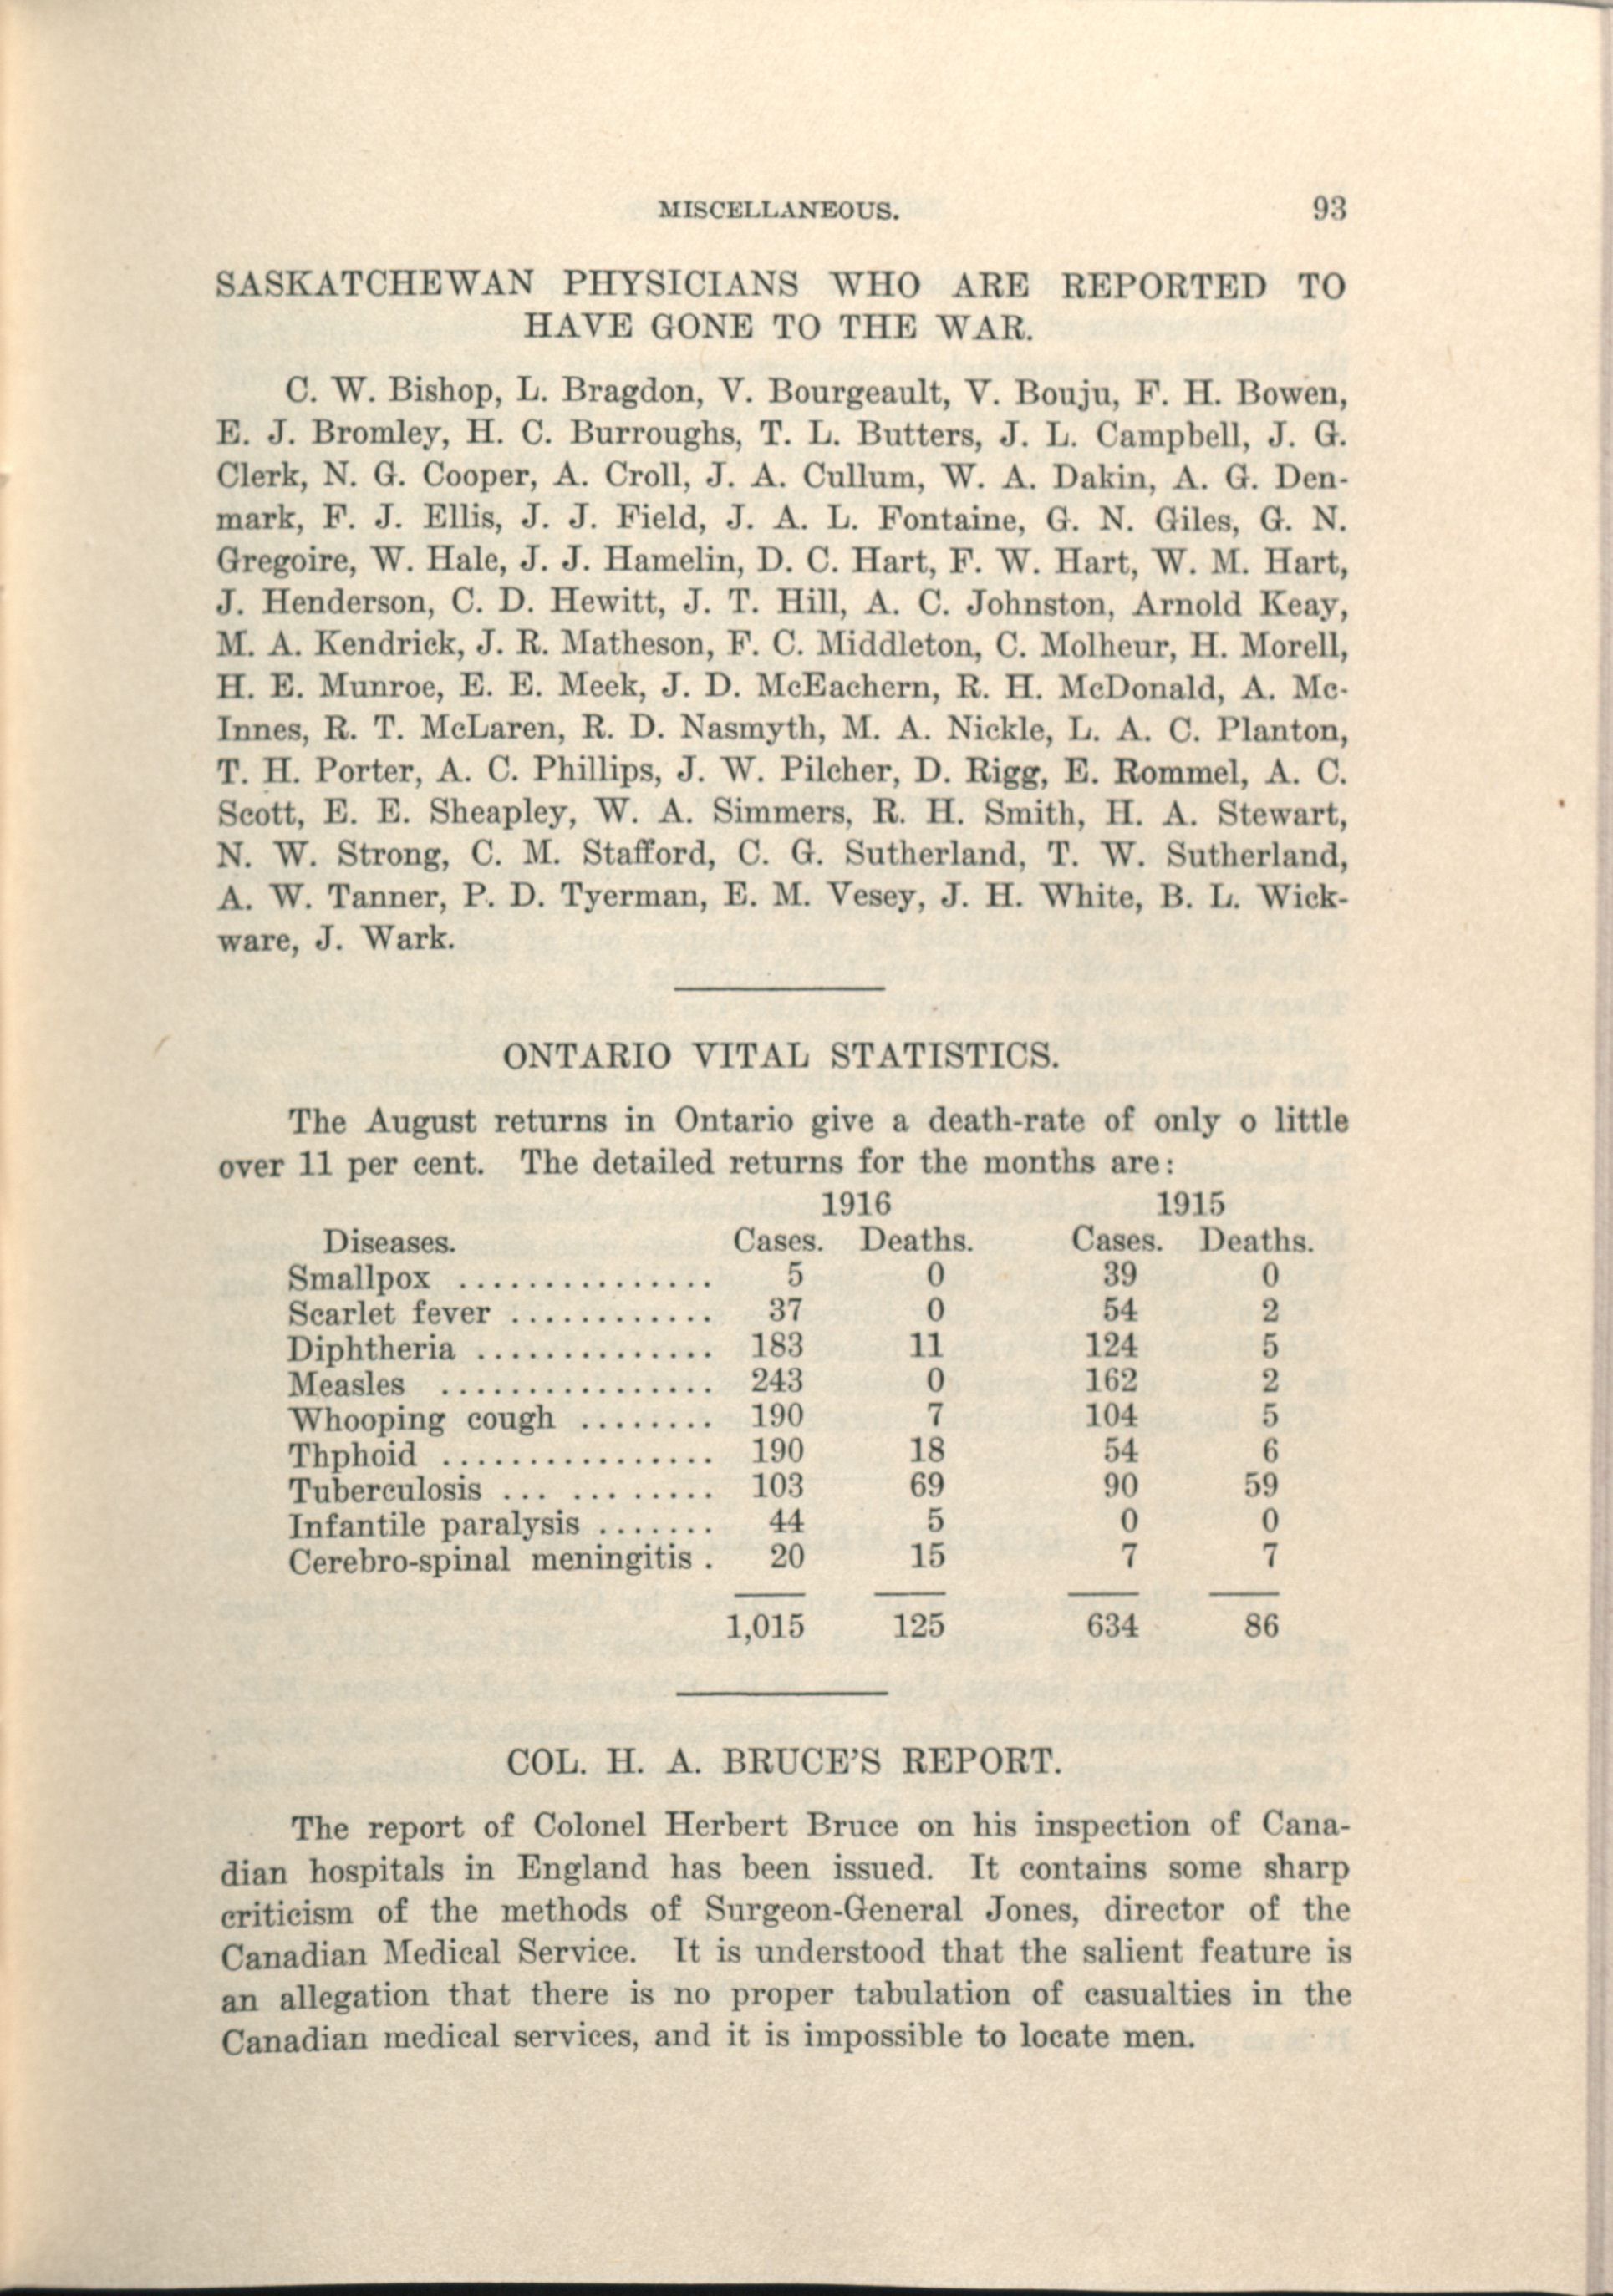 MISCELLANEOUS. 93
SASKATCHEWAN PHYSICIANS WHO ARE REPORTED TO
HAVE GONE TO THE WAR.
C. W. Bishop, L. Bragdon, V. Bourgeault, V. Bouju, F. H. Bowen,
E. J. Bromley, H. C. Burroughs, T. L. Butters, J. L. Campbell, J. G.
Clerk, N. G. Cooper, A. Croll, J. A. Cullum, W. A. Dakin, A. G. Den-
mark, F. J. Ellis, J. J. Field, J. A. L. Fontaine, G. N. Giles, G. N.
Gregoire, W. Hale, J. J. Hamelin, D. C. Hart, F. W. Hart, W. M. Hart,
J. Henderson, C. D. Hewitt, J. T. Hill, A. C. Johnston, Arnold Keay,
M. A. Kendrick, J. R. Matheson, F. C. Middleton, C. Molheur, H. Morell,
H. E. Munroe, E. E. Meek, J. D. McEachern, R. H. McDonald, A. Mc-
Innes, R. T. McLaren, R. D. Nasmyth, M. A. Nickle, L. A. C. Planton,
T. H. Porter, A. C. Phillips, J. W. Pilcher, D. Rigg, E. Rommel, A. C.
Scott, E. E. Sheapley, W. A. Simmers, R. H. Smith, H. A. Stewart,
N. W. Strong, C. M. Stafford, C. G. Sutherland, T. W. Sutherland,
A. W. Tanner, P. D. Tyerman, E. M. Vesey, J. H. White, B. L. Wick-
ware, J. Wark.
ONTARIO VITAL STATISTICS.
The August returns in Ontario give a death-rate of only o little
over 11 per cent. The detailed returns for the months are:
1916 1915
Diseases. Cases. Deaths. Cases. Deaths.
Smallpox ............... 5 0 39 0
Scarlet fever ............ 37 0 54 2
Diphtheria .............. 183 11 124 5
Measles ................ 243 0 162 2
Whooping cough ........ 190 7 104 5
Thphoid ................ 190 18 54 6
Tuberculosis ... ........ 103 69 90 59
Infantile paralysis ....... 44 5 0 0
Cerebro-spinal meningitis . 20 15 7 7
1,015 125 634 86
COL. H. A. BRUCE'S REPORT.
The report of Colonel Herbert Bruce on his inspection of Cana-
dian hospitals in England has been issued. It contains some sharp
criticism of the methods of Surgeon-General Jones, director of the
Canadian Medical Service. It is understood that the salient feature is
an allegation that there is no proper tabulation of casualties in the
Canadian medical services, and it is impossible to locate men.